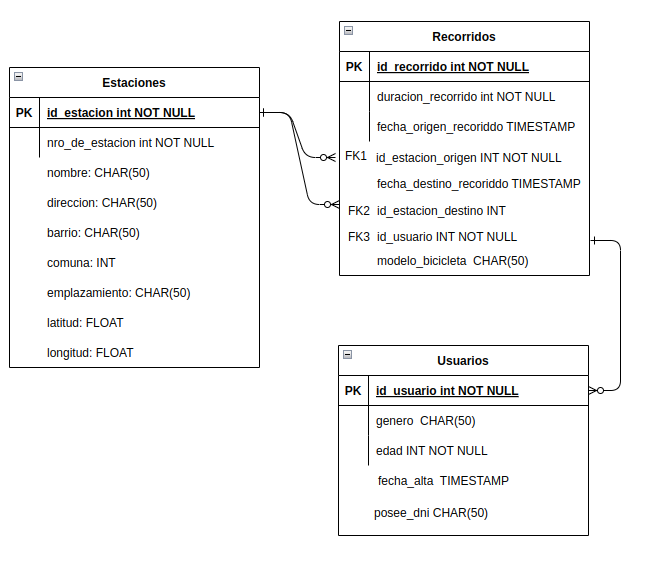 Estaciones
PK id_estacion int NOT NULL
nro_de_estacion int NOT NULL
nombre: CHAR(50)
direccion: CHAR(50)
barrio: CHAR(50)
comuna: INT
emplazamiento: CHAR(50)
latitud: FLOAT
longitud: FLOAT
Recorridos
PK id_recorrido int NOT NULL
duracion_recorrido int NOT NULL
fecha_origen_recoriddo TIMESTAMP
FK1 id_estacion_origen INT NOT NULL
fecha_destino_recoriddo TIMESTAMP
FK2 id_estacion_destino INT
FK3 id_usuario INT NOT NULL
modelo_bicicleta CHAR(50)
Usuarios
PK id_usuario int NOT NULL
genero CHAR(50)
edad INT NOT NULL
fecha_alta TIMESTAMP
posee_dni CHAR(50)